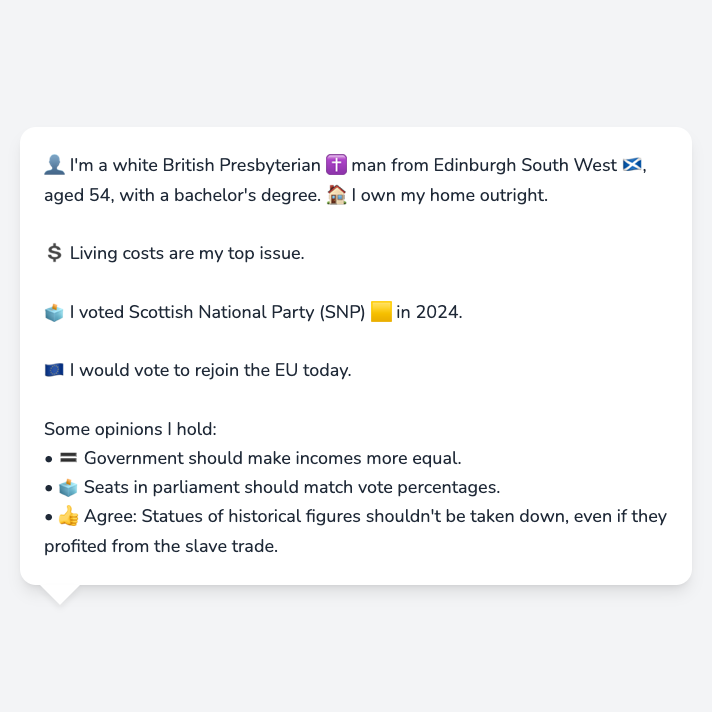 👤 I'm a white British Presbyterian ✝️ man from Edinburgh South West 🏴󠁧󠁢󠁳󠁣󠁴󠁿,
aged 54, with a bachelor's degree. 🏠 I own my home outright.
💲 Living costs are my top issue.
🗳️ I voted Scottish National Party (SNP) 🟨 in 2024.
🇪🇺 I would vote to rejoin the EU today.
Some opinions I hold:
• 🟰 Government should make incomes more equal.
• 🗳️ Seats in parliament should match vote percentages.
• 👍 Agree: Statues of historical figures shouldn't be taken down, even if they
profited from the slave trade.